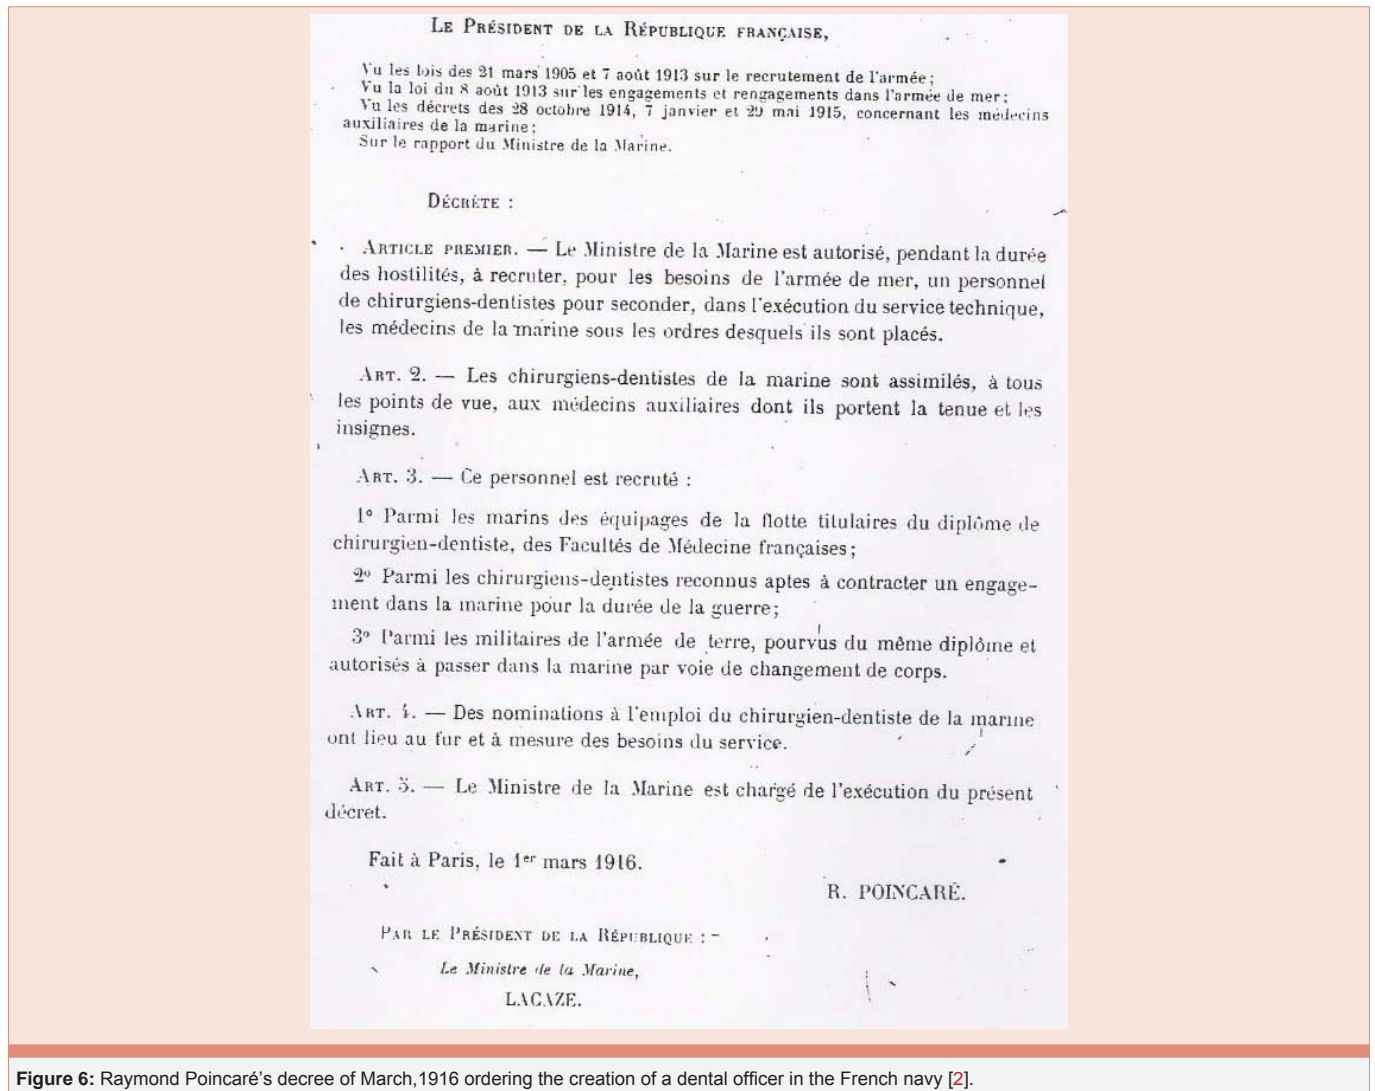 LE PRÉSIDENT DE LA RÉPUBLIQUE FRANÇAISE,
Vu les lois des 21 mars 1905 et 7 août 1913 sur le recrutement de l'armée;
Vu la loi du 8 août 1913 sur les engagements et rengagements dans l'armée de mer;
Vu les décrets des 28 octobre 1914, 7 janvier et 29 mai 1915, concernant les médecins
auxiliaires de la marine;
Sur le rapport du Ministre de la Marine.
DÉCRÈTE :
ARTICLE PREMIER. — Le Ministre de la Marine est autorisé, pendant la durée
des hostilités, à recruter, pour les besoins de l'armée de mer, un personnel
de chirurgiens-dentistes pour seconder, dans l'exécution du service technique,
les médecins de la marine sous les ordres desquels ils sont placés.
ART. 2. — Les chirurgiens-dentistes de la marine sont assimilés, à tous
les points de vue, aux médecins auxiliaires dont ils portent la tenue et les
insignes.
ART. 3. — Ce personnel est recruté :
1° Parmi les marins des équipages de la flotte titulaires du diplôme de
chirurgien-dentiste, des Facultés de Médecine françaises;
2° Parmi les chirurgiens-dentistes reconnus aptes à contracter un engage-
ment dans la marine pour la durée de la guerre;
3° Parmi les militaires de l'armée de terre, pourvus du même diplôme et
autorisés à passer dans la marine par voie de changement de corps.
ART. 4. — Des nominations à l'emploi du chirurgien-dentiste de la marine
ont lieu au fur et à mesure des besoins du service.
ART. 5. — Le Ministre de la Marine est chargé de l'exécution du présent
décret.
Fait à Paris, le 1er mars 1916.
R. POINCARÉ.
PAR LE PRÉSIDENT DE LA RÉPUBLIQUE :
Le Ministre de la Marine,
LACAZE.
Figure 6: Raymond Poincaré's decree of March,1916 ordering the creation of a dental officer in the French navy [2].